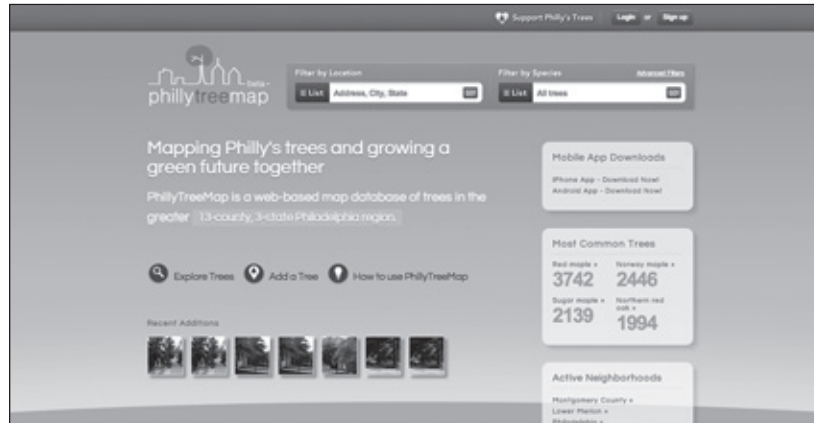 Support Philly's Trees Login or Sign up
phillytreemap
beta
Filter by Location
List Address, City, State GO!
Filter by Species Advanced Filters
List All trees GO!
Mapping Philly's trees and growing a
green future together
PhillyTreeMap is a web-based map database of trees in the
greater 13-county, 3-state Philadelphia region.
Explore Trees Add a Tree How to use PhillyTreeMap
Recent Additions
Mobile App Downloads
iPhone App - Download Now!
Android App - Download Now!
Most Common Trees
Red maple »
3742
Norway maple »
2446
Sugar maple »
2139
Northern red
oak »
1994
Active Neighborhoods
Montgomery County »
Lower Merion »
Philadelphia »